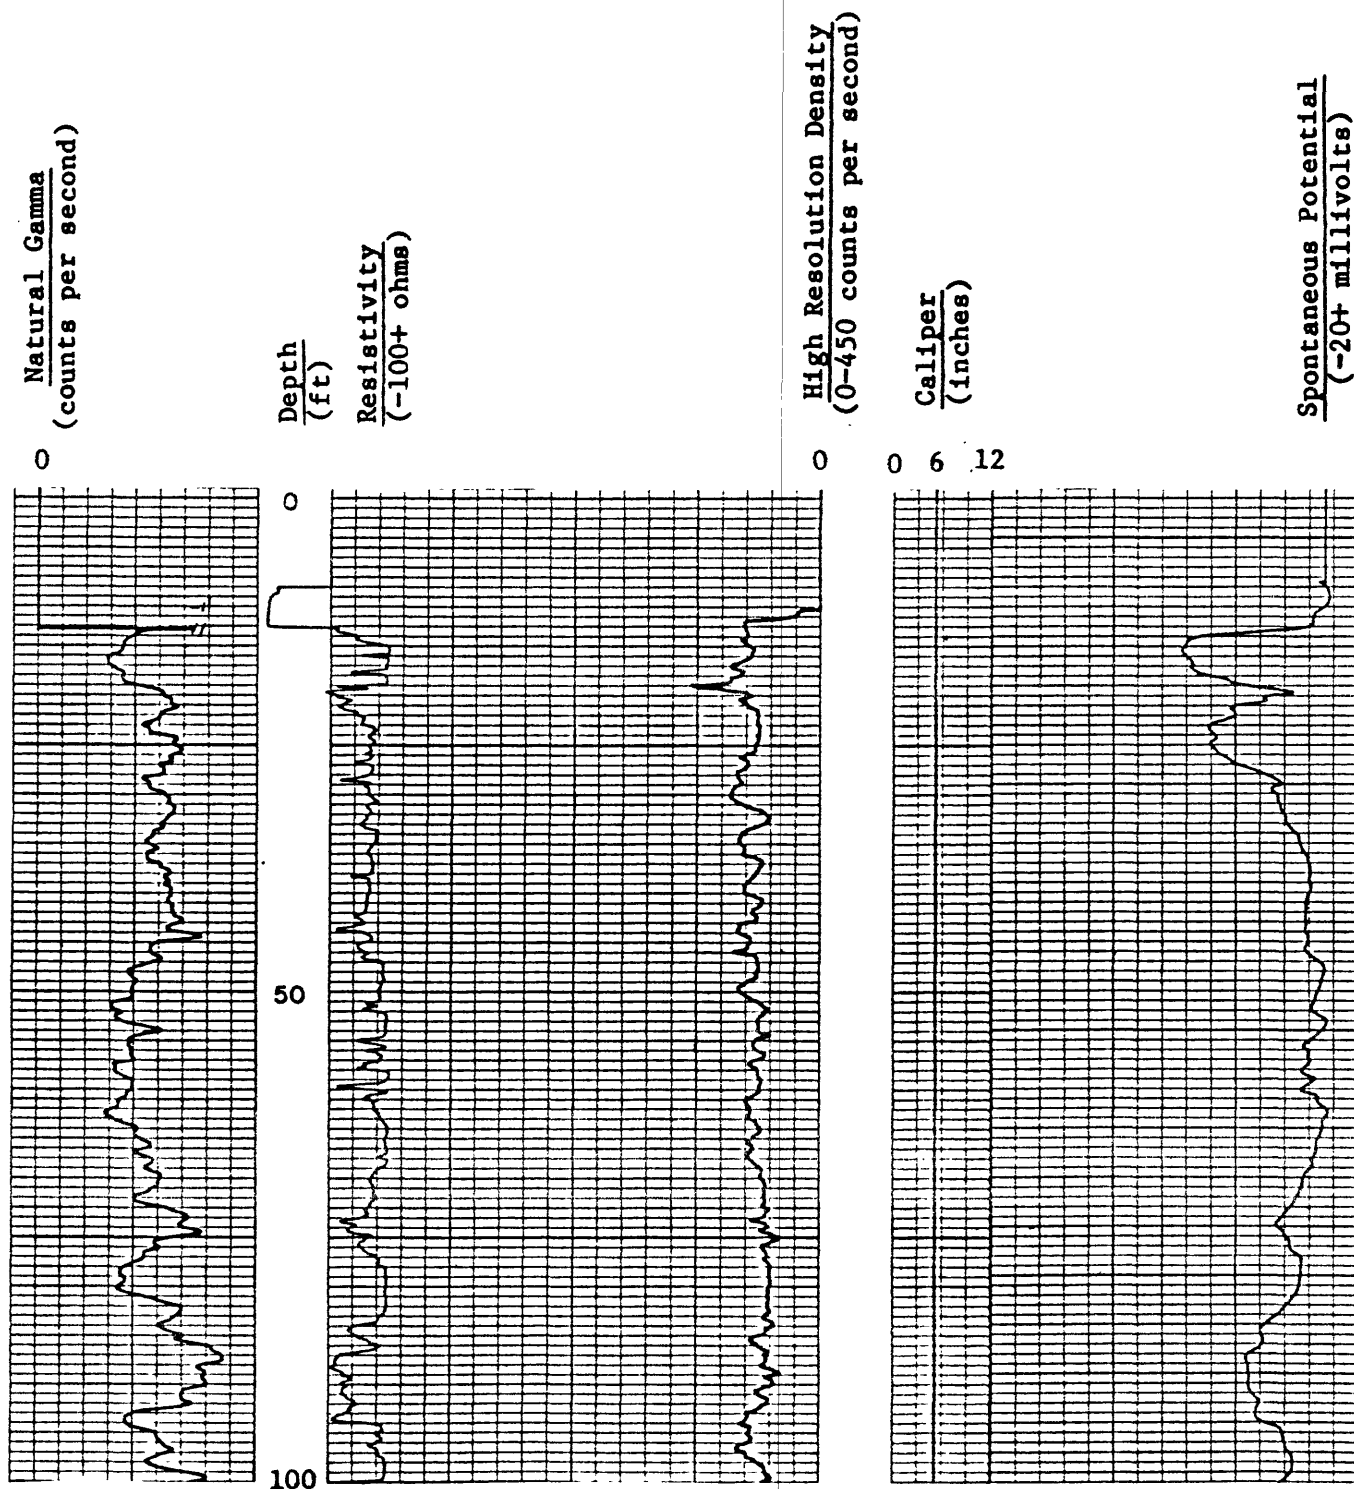 Natural Gamma
(counts per second)
Depth
(ft)
Resistivity
(-100+ ohms)
High Resolution Density
(0-450 counts per second)
Caliper
(inches)
Spontaneous Potential
(-20+ millivolts)
0
0
0 6 12
0
50
100